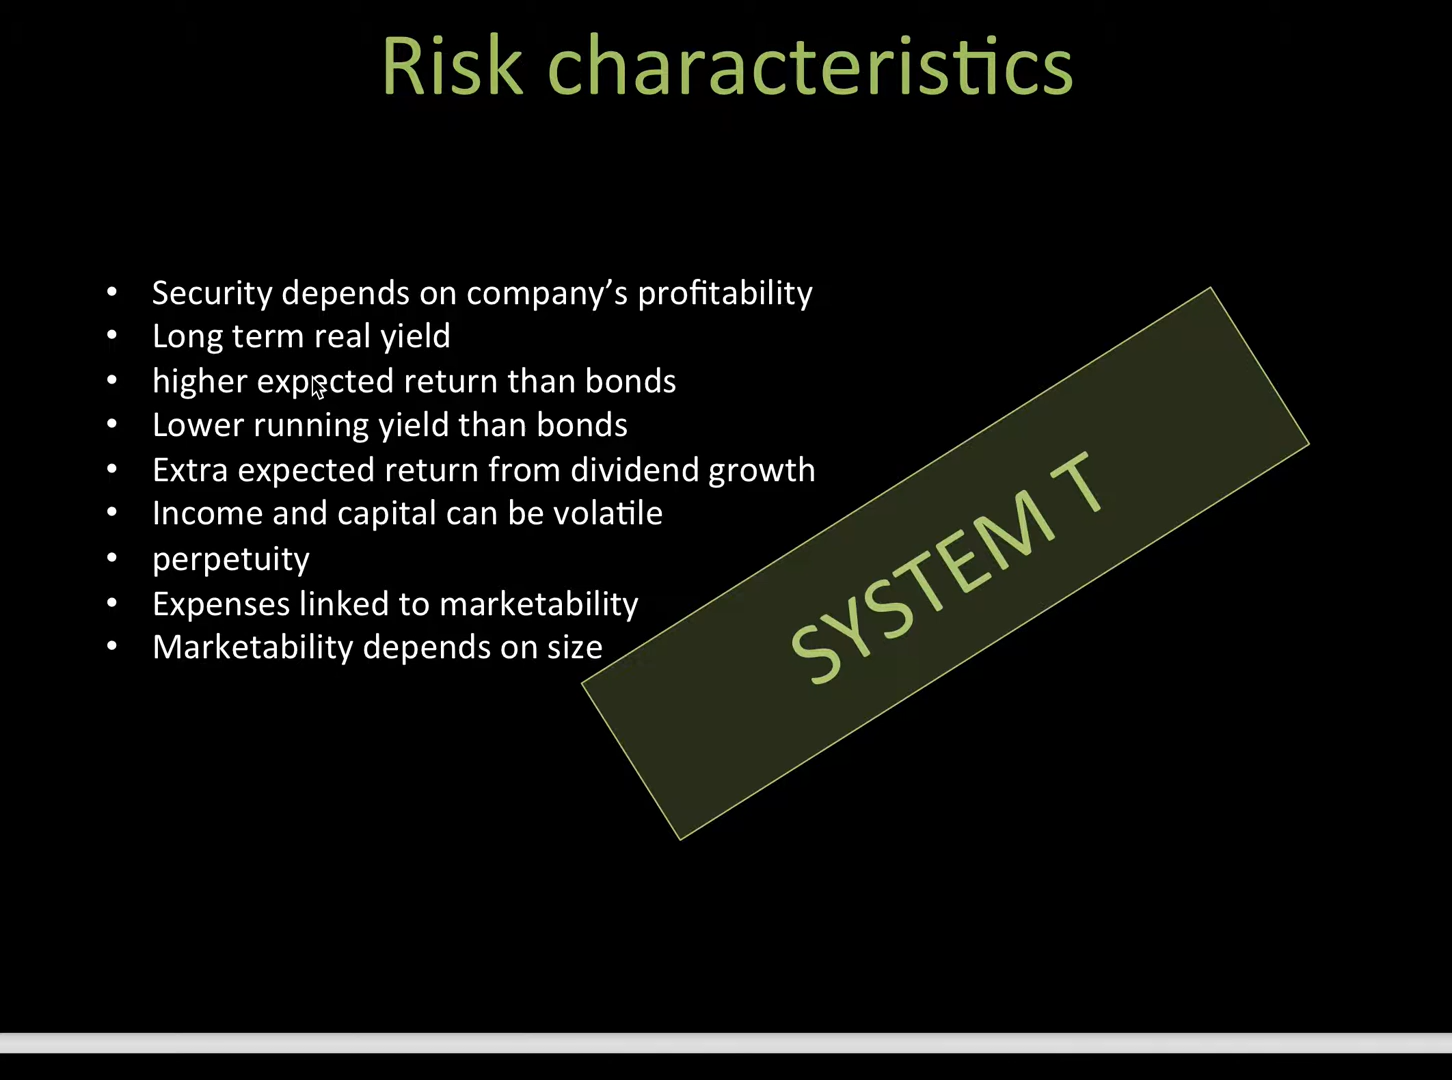 Risk characteristics
• Security depends on company’s profitability
• Long term real yield
• higher expected return than bonds
• Lower running yield than bonds
• Extra expected return from dividend growth
• Income and capital can be volatile
• perpetuity
• Expenses linked to marketability
• Marketability depends on size
SYSTEM T